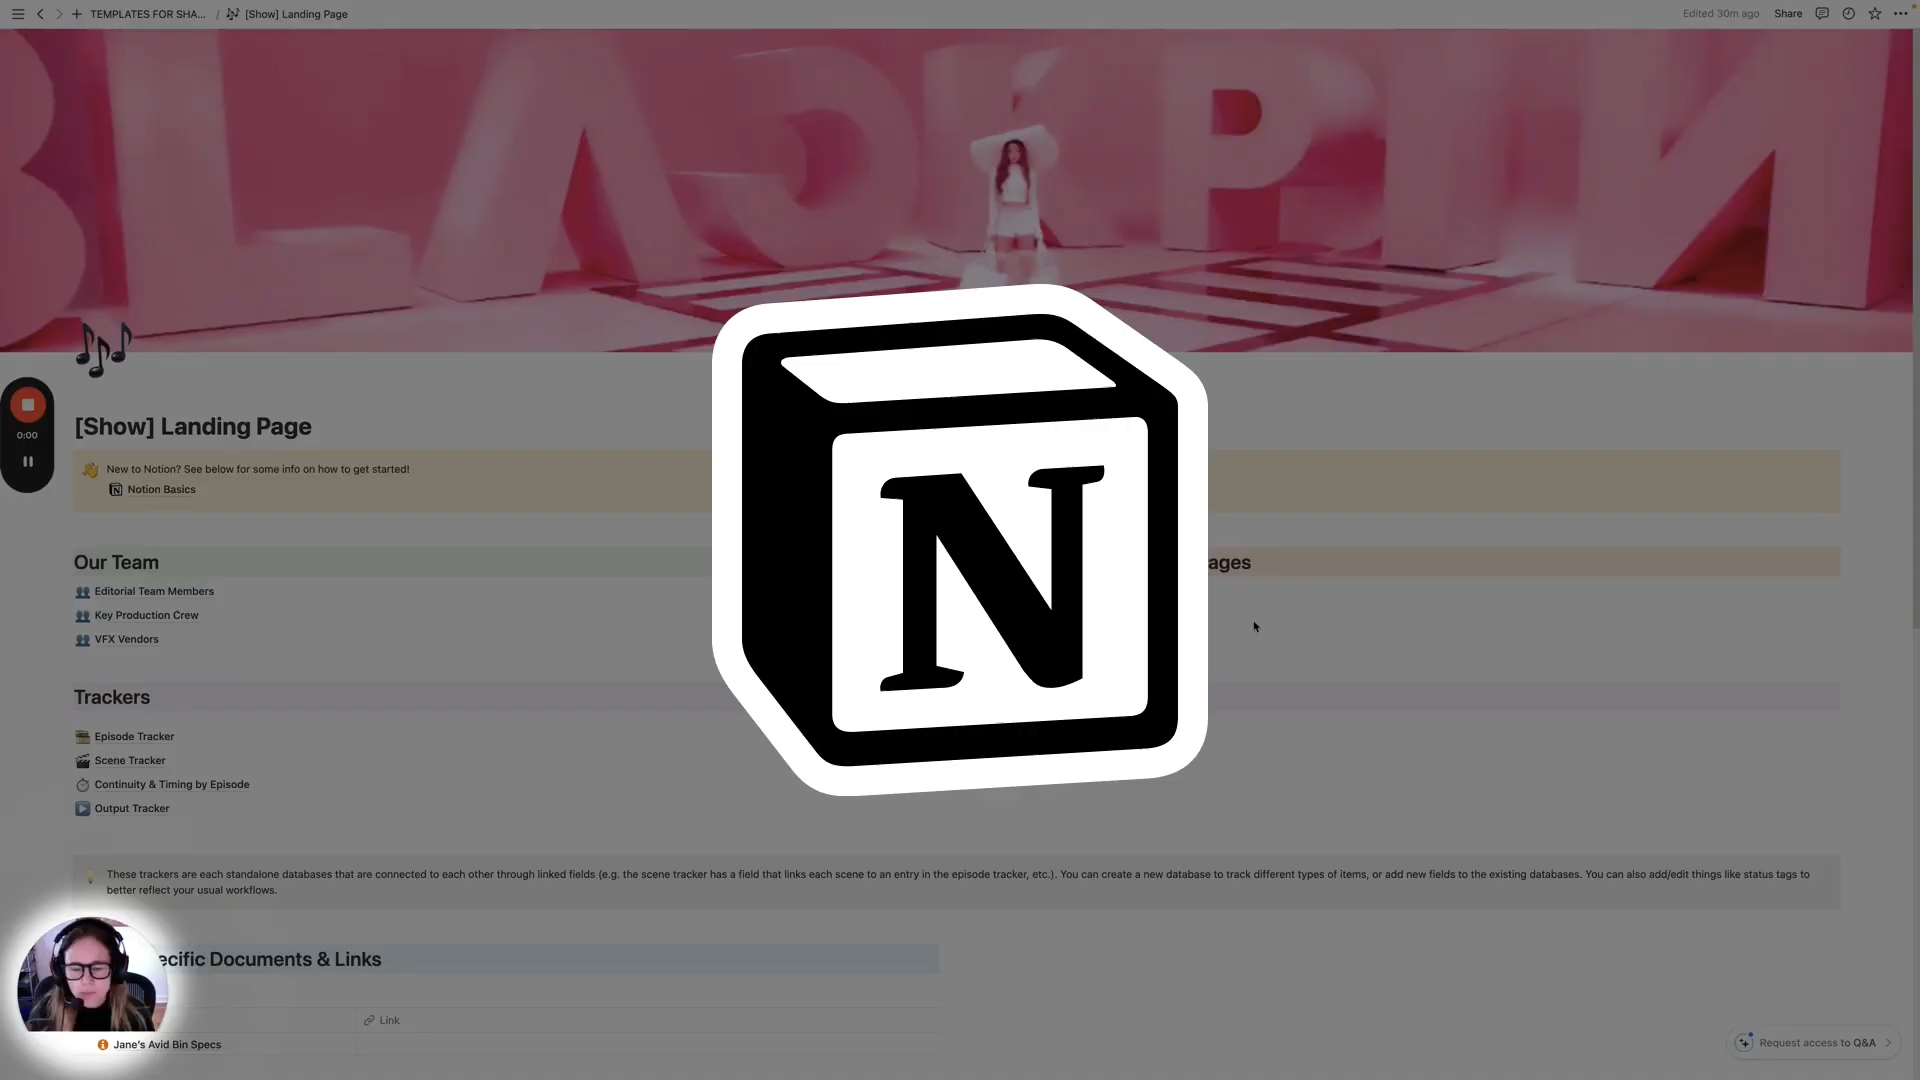 TEMPLATES FOR SHA... / [Show] Landing Page
Edited 30m ago Share
BLACKPIN
0:00
[Show] Landing Page
New to Notion? See below for some info on how to get started!
Notion Basics
N
Our Team
ages
Editorial Team Members
Key Production Crew
VFX Vendors
Trackers
Episode Tracker
Scene Tracker
Continuity & Timing by Episode
Output Tracker
These trackers are each standalone databases that are connected to each other through linked fields (e.g. the scene tracker has a field that links each scene to an entry in the episode tracker, etc.). You can create a new database to track different types of items, or add new fields to the existing databases. You can also add/edit things like status tags to
better reflect your usual workflows.
ecific Documents & Links
Link
Jane's Avid Bin Specs
Request access to Q&A